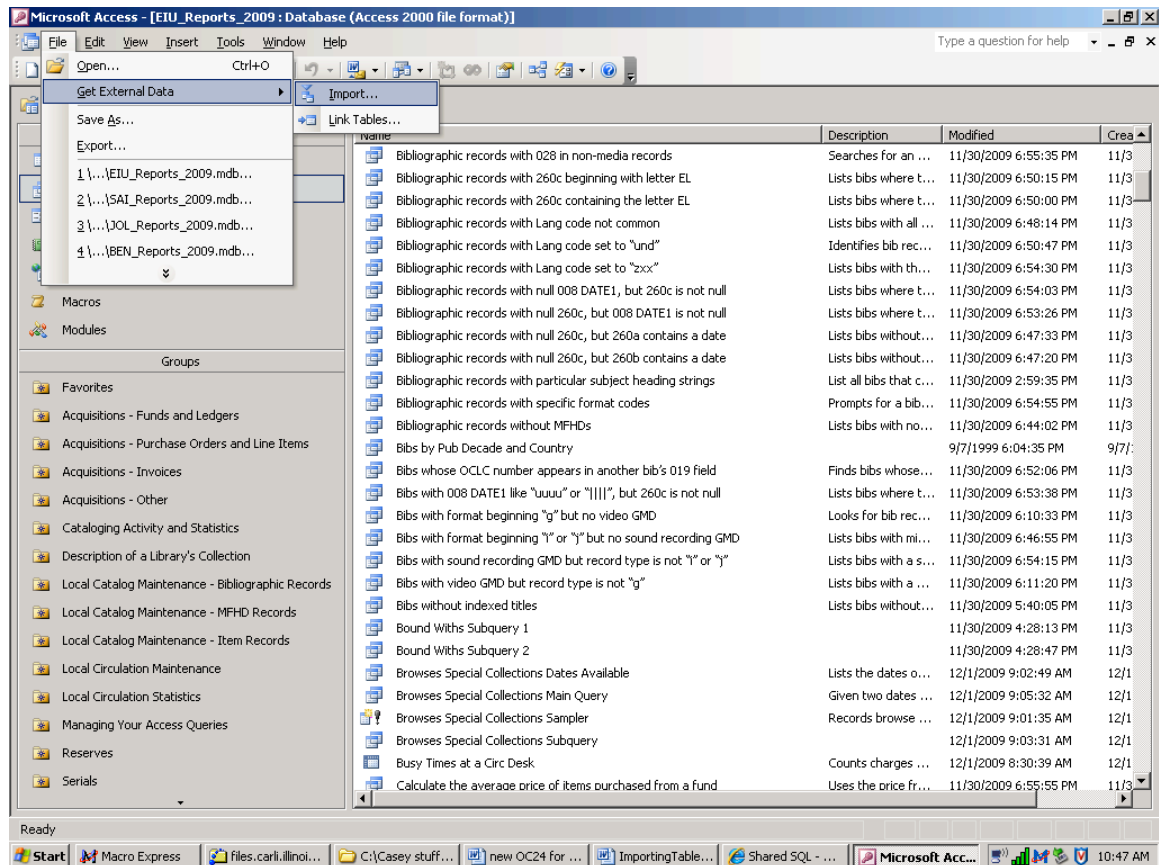 Microsoft Access - [EIU_Reports_2009 : Database (Access 2000 file format)]
File Edit View Insert Tools Window Help Type a question for help
Open... Ctrl+O
Get External Data
Import...
Save As...
Link Tables...
Export...
1 \...\EIU_Reports_2009.mdb...
2 \...\SAI_Reports_2009.mdb...
3 \...\JOL_Reports_2009.mdb...
4 \...\BEN_Reports_2009.mdb...
Macros
Modules
Groups
Favorites
Acquisitions - Funds and Ledgers
Acquisitions - Purchase Orders and Line Items
Acquisitions - Invoices
Acquisitions - Other
Cataloging Activity and Statistics
Description of a Library's Collection
Local Catalog Maintenance - Bibliographic Records
Local Catalog Maintenance - MFHD Records
Local Catalog Maintenance - Item Records
Local Circulation Maintenance
Local Circulation Statistics
Managing Your Access Queries
Reserves
Serials
Name Description Modified Crea
Bibliographic records with 028 in non-media records Searches for an ... 11/30/2009 6:55:35 PM 11/3
Bibliographic records with 260c beginning with letter EL Lists bibs where t... 11/30/2009 6:50:15 PM 11/3
Bibliographic records with 260c containing the letter EL Lists bibs where t... 11/30/2009 6:50:00 PM 11/3
Bibliographic records with Lang code not common Lists bibs with all ... 11/30/2009 6:48:14 PM 11/3
Bibliographic records with Lang code set to "und" Identifies bib rec... 11/30/2009 6:50:47 PM 11/3
Bibliographic records with Lang code set to "zxx" Lists bibs with th... 11/30/2009 6:54:30 PM 11/3
Bibliographic records with null 008 DATE1, but 260c is not null Lists bibs where t... 11/30/2009 6:54:03 PM 11/3
Bibliographic records with null 260c, but 008 DATE1 is not null Lists bibs where t... 11/30/2009 6:53:26 PM 11/3
Bibliographic records with null 260c, but 260a contains a date Lists bibs without... 11/30/2009 6:47:33 PM 11/3
Bibliographic records with null 260c, but 260b contains a date Lists bibs without... 11/30/2009 6:47:20 PM 11/3
Bibliographic records with particular subject heading strings List all bibs that c... 11/30/2009 2:59:35 PM 11/3
Bibliographic records with specific format codes Prompts for a bib... 11/30/2009 6:54:55 PM 11/3
Bibliographic records without MFHDs Lists bibs with no... 11/30/2009 6:44:02 PM 11/3
Bibs by Pub Decade and Country 9/7/1999 6:04:35 PM 9/7/
Bibs whose OCLC number appears in another bib's 019 field Finds bibs whose... 11/30/2009 6:52:06 PM 11/3
Bibs with 008 DATE1 like "uuuu" or "||||", but 260c is not null Lists bibs where t... 11/30/2009 6:53:38 PM 11/3
Bibs with format beginning "g" but no video GMD Looks for bib rec... 11/30/2009 6:10:33 PM 11/3
Bibs with format beginning "i" or "j" but no sound recording GMD Lists bibs with mi... 11/30/2009 6:46:55 PM 11/3
Bibs with sound recording GMD but record type is not "i" or "j" Lists bibs with a s... 11/30/2009 6:54:15 PM 11/3
Bibs with video GMD but record type is not "g" Lists bibs with a ... 11/30/2009 6:11:20 PM 11/3
Bibs without indexed titles Lists bibs without... 11/30/2009 5:40:05 PM 11/3
Bound Withs Subquery 1 11/30/2009 4:28:13 PM 11/3
Bound Withs Subquery 2 11/30/2009 4:28:47 PM 11/3
Browses Special Collections Dates Available Lists the dates o... 12/1/2009 9:02:49 AM 12/1
Browses Special Collections Main Query Given two dates ... 12/1/2009 9:05:32 AM 12/1
Browses Special Collections Sampler Records browse ... 12/1/2009 9:01:35 AM 12/1
Browses Special Collections Subquery 12/1/2009 9:03:31 AM 12/1
Busy Times at a Circ Desk Counts charges ... 12/1/2009 8:30:39 AM 12/1
Calculate the average price of items purchased from a fund Uses the price fr... 11/30/2009 6:55:55 PM 11/3
Ready
Start Macro Express files.carli.illinoi... C:\Casey stuff... new OC24 for ... ImportingTable... Shared SQL - ... Microsoft Acc... 10:47 AM